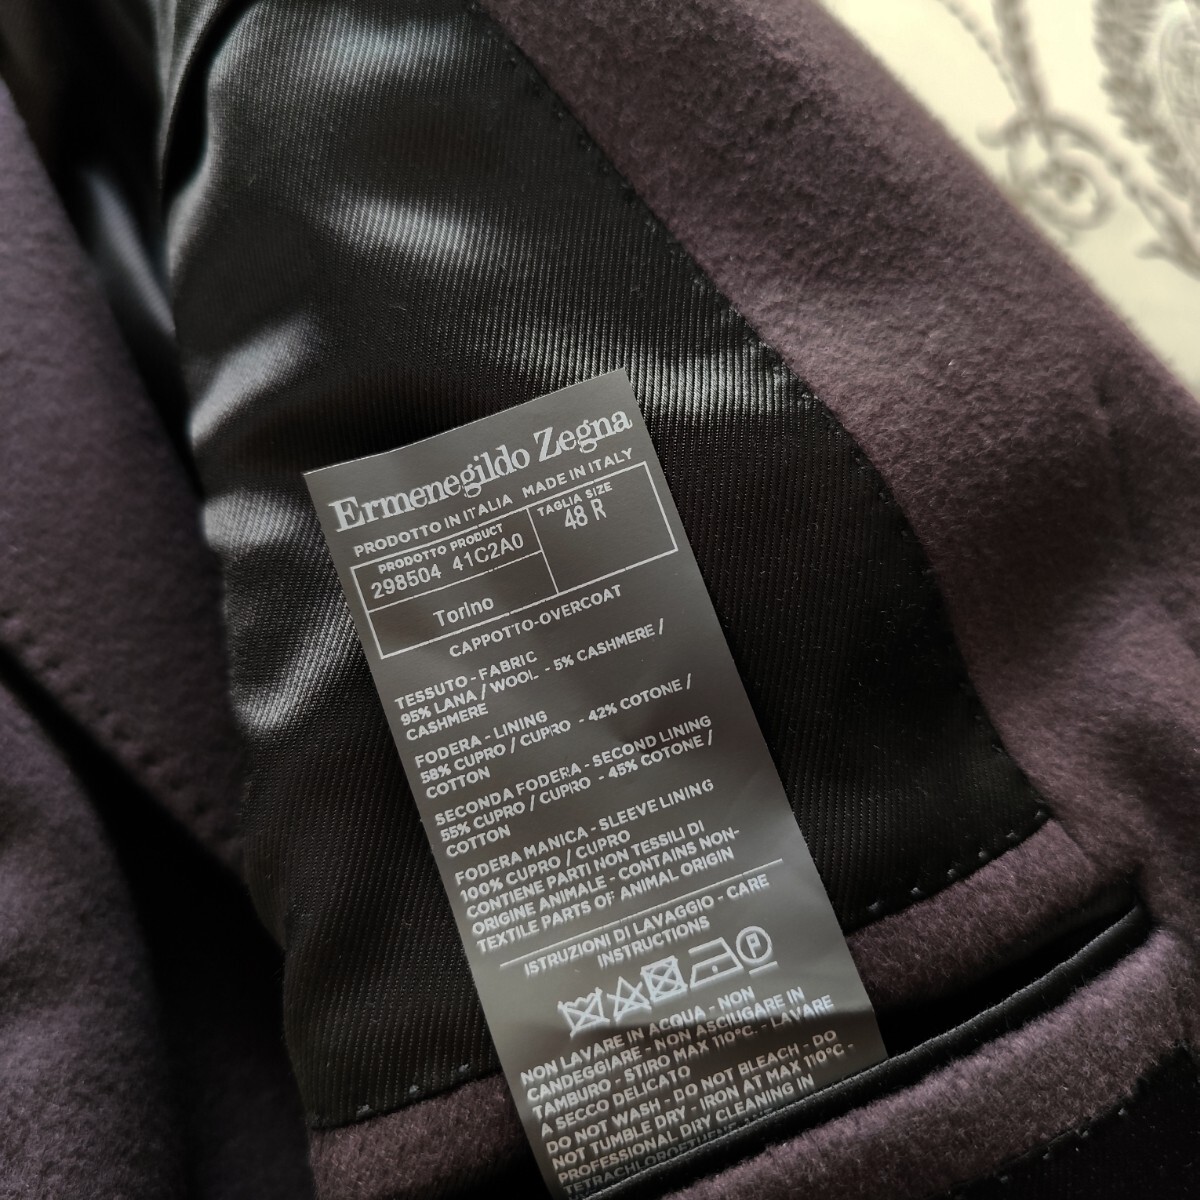 Ermenegildo Zegna
PRODOTTO IN ITALIA MADE IN ITALY
PRODOTTO PRODUCT
298504 41C2A0
TAGLIA SIZE
48 R
Torino
CAPPOTTO-OVERCOAT
TESSUTO - FABRIC
95% LANA / WOOL - 5% CASHMERE /
CASHMERE
FODERA - LINING
58% CUPRO / CUPRO - 42% COTONE /
COTTON
SECONDA FODERA - SECOND LINING
55% CUPRO / CUPRO - 45% COTONE /
COTTON
FODERA MANICA - SLEEVE LINING
100% CUPRO / CUPRO
CONTIENE PARTI NON TESSILI DI
ORIGINE ANIMALE - CONTAINS NON-
TEXTILE PARTS OF ANIMAL ORIGIN
ISTRUZIONI DI LAVAGGIO - CARE
INSTRUCTIONS
P
NON LAVARE IN ACQUA - NON
CANDEGGIARE - NON ASCIUGARE IN
TAMBURO - STIRO MAX 110°C. - LAVARE
A SECCO DELICATO
DO NOT WASH - DO NOT BLEACH - DO
NOT TUMBLE DRY - IRON AT MAX 110°C -
PROFESSIONAL DRY CLEANING IN
TETRACHLOROETHYLENE